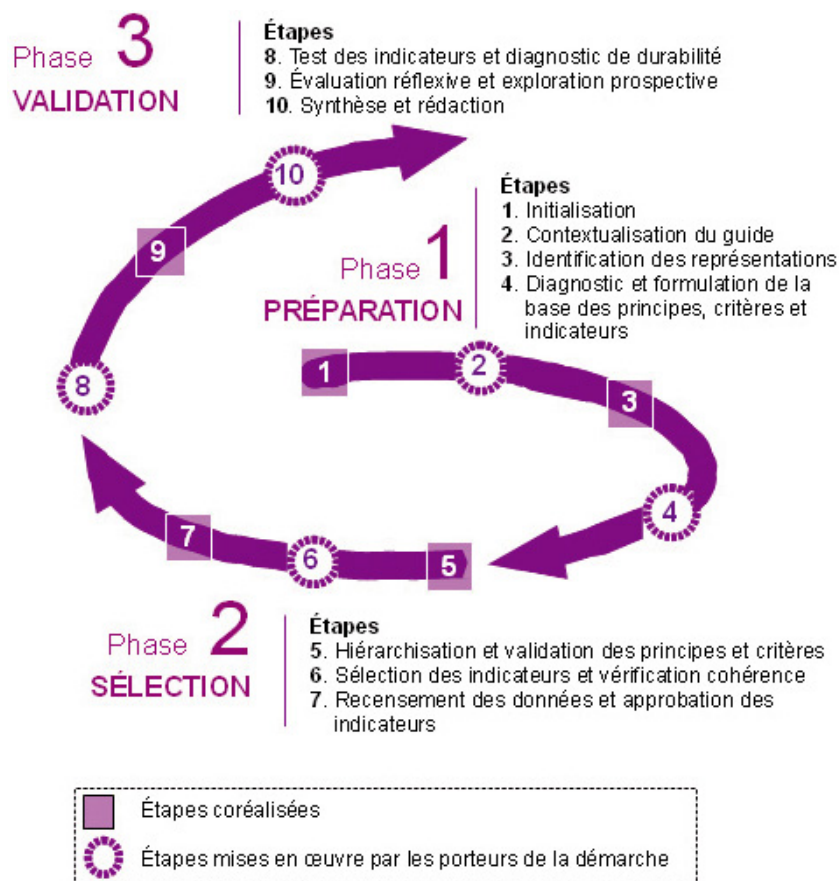 Phase 3
VALIDATION
Étapes
8. Test des indicateurs et diagnostic de durabilité
9. Évaluation réflexive et exploration prospective
10. Synthèse et rédaction
10
9
8
Phase 1
PRÉPARATION
Étapes
1. Initialisation
2. Contextualisation du guide
3. Identification des représentations
4. Diagnostic et formulation de la
base des principes, critères et
indicateurs
1
2
3
4
7
6
5
Phase 2
SÉLECTION
Étapes
5. Hiérarchisation et validation des principes et critères
6. Sélection des indicateurs et vérification cohérence
7. Recensement des données et approbation des
indicateurs
Étapes coréalisées
Étapes mises en œuvre par les porteurs de la démarche